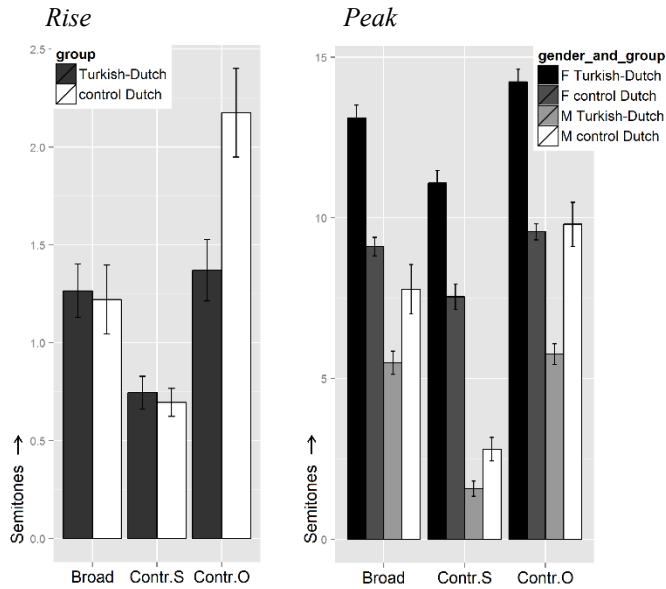 Rise
group
Turkish-Dutch
control Dutch
2.5
2.0
1.5
1.0
0.5
0.0
Semitones →
Broad Contr.S Contr.O
Peak
gender_and_group
F Turkish-Dutch
F control Dutch
M Turkish-Dutch
M control Dutch
15
10
5
0
Semitones →
Broad Contr.S Contr.O